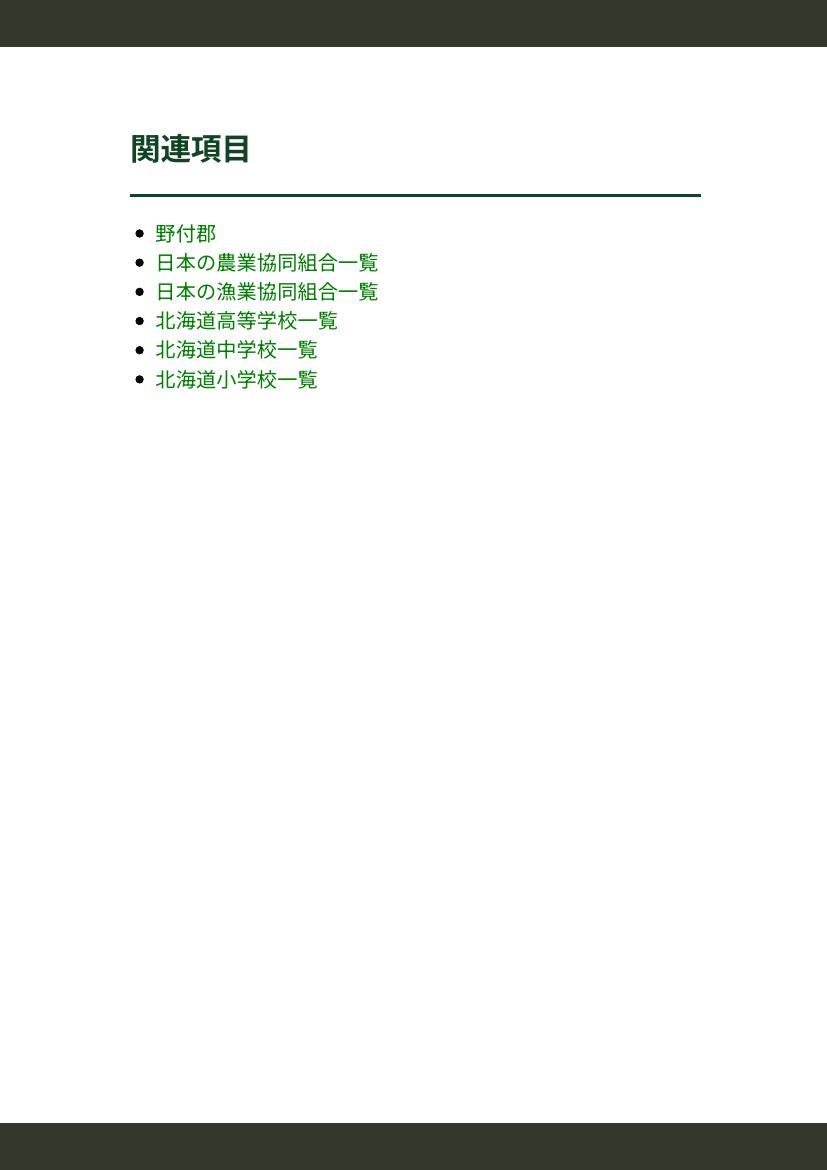 関連項目
野付郡
日本の農業協同組合一覧
日本の漁業協同組合一覧
北海道高等学校一覧
北海道中学校一覧
北海道小学校一覧